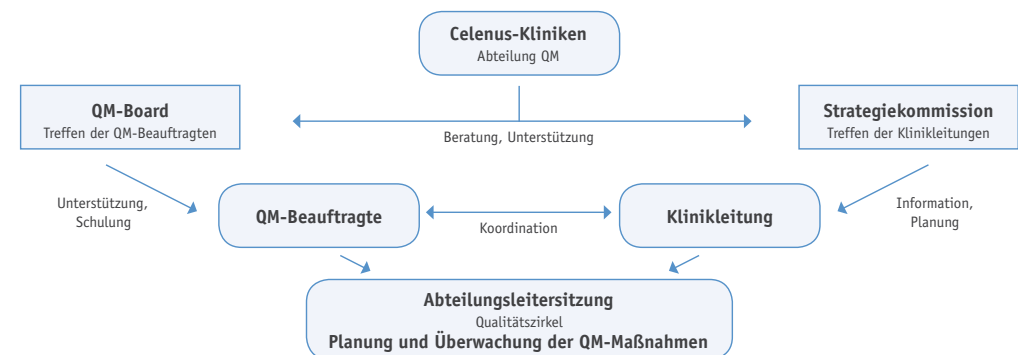 Celenus-Kliniken
Abteilung QM
QM-Board
Treffen der QM-Beauftragten
Strategiekommission
Treffen der Klinikleitungen
Beratung, Unterstützung
Unterstützung,
Schulung
QM-Beauftragte
Koordination
Klinikleitung
Information,
Planung
Abteilungsleitersitzung
Qualitätszirkel
Planung und Überwachung der QM-Maßnahmen